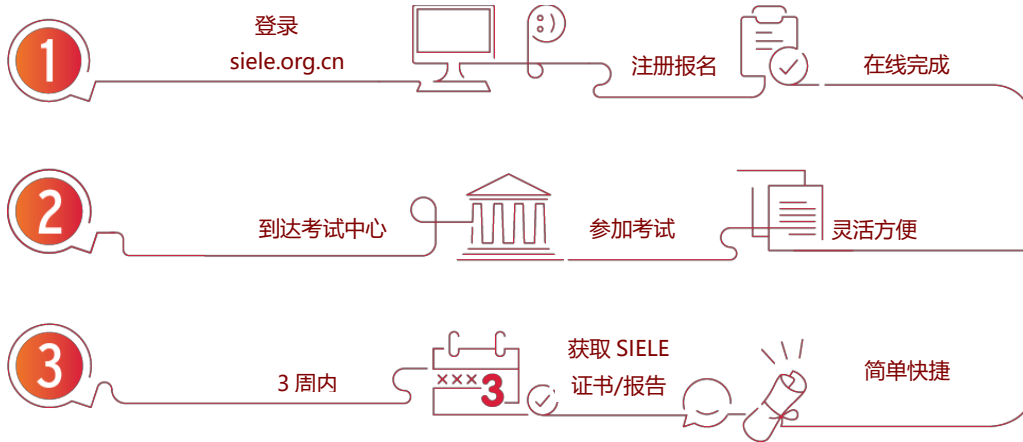 1
登录
siele.org.cn
注册报名
在线完成
2
到达考试中心
参加考试
灵活方便
3
3 周内
×××3
获取 SIELE
证书/报告
简单快捷